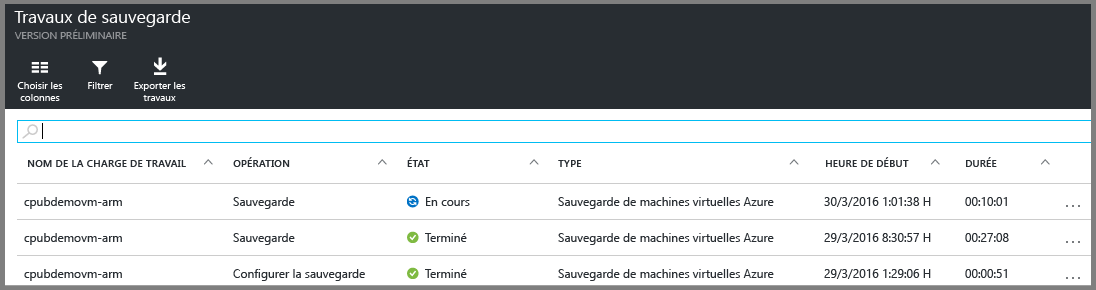 Travaux de sauvegarde
VERSION PRÉLIMINAIRE
Choisir les colonnes
Filtrer
Exporter les travaux
NOM DE LA CHARGE DE TRAVAIL OPÉRATION ÉTAT TYPE HEURE DE DÉBUT DURÉE
cpubdemovm-arm Sauvegarde En cours Sauvegarde de machines virtuelles Azure 30/3/2016 1:01:38 H 00:10:01 ...
cpubdemovm-arm Sauvegarde Terminé Sauvegarde de machines virtuelles Azure 29/3/2016 8:30:57 H 00:27:08 ...
cpubdemovm-arm Configurer la sauvegarde Terminé Sauvegarde de machines virtuelles Azure 29/3/2016 1:29:06 H 00:00:51 ...